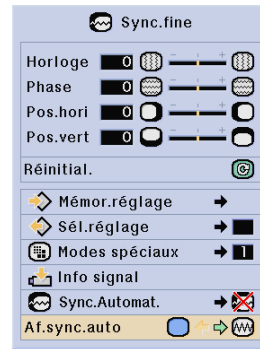 Sync.fine
Horloge 0 - +
Phase 0 - +
Pos.hori 0 - +
Pos.vert 0 - +
Réinitial.
Mémor.réglage
Sél.réglage
Modes spéciaux 1
Info signal
Sync.Automat.
Af.sync.auto